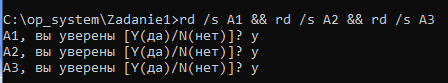 C:\op_system\Zadanie1>rd /s A1 && rd /s A2 && rd /s A3
A1, вы уверены [Y(да)/N(нет)]? y
A2, вы уверены [Y(да)/N(нет)]? y
A3, вы уверены [Y(да)/N(нет)]? y